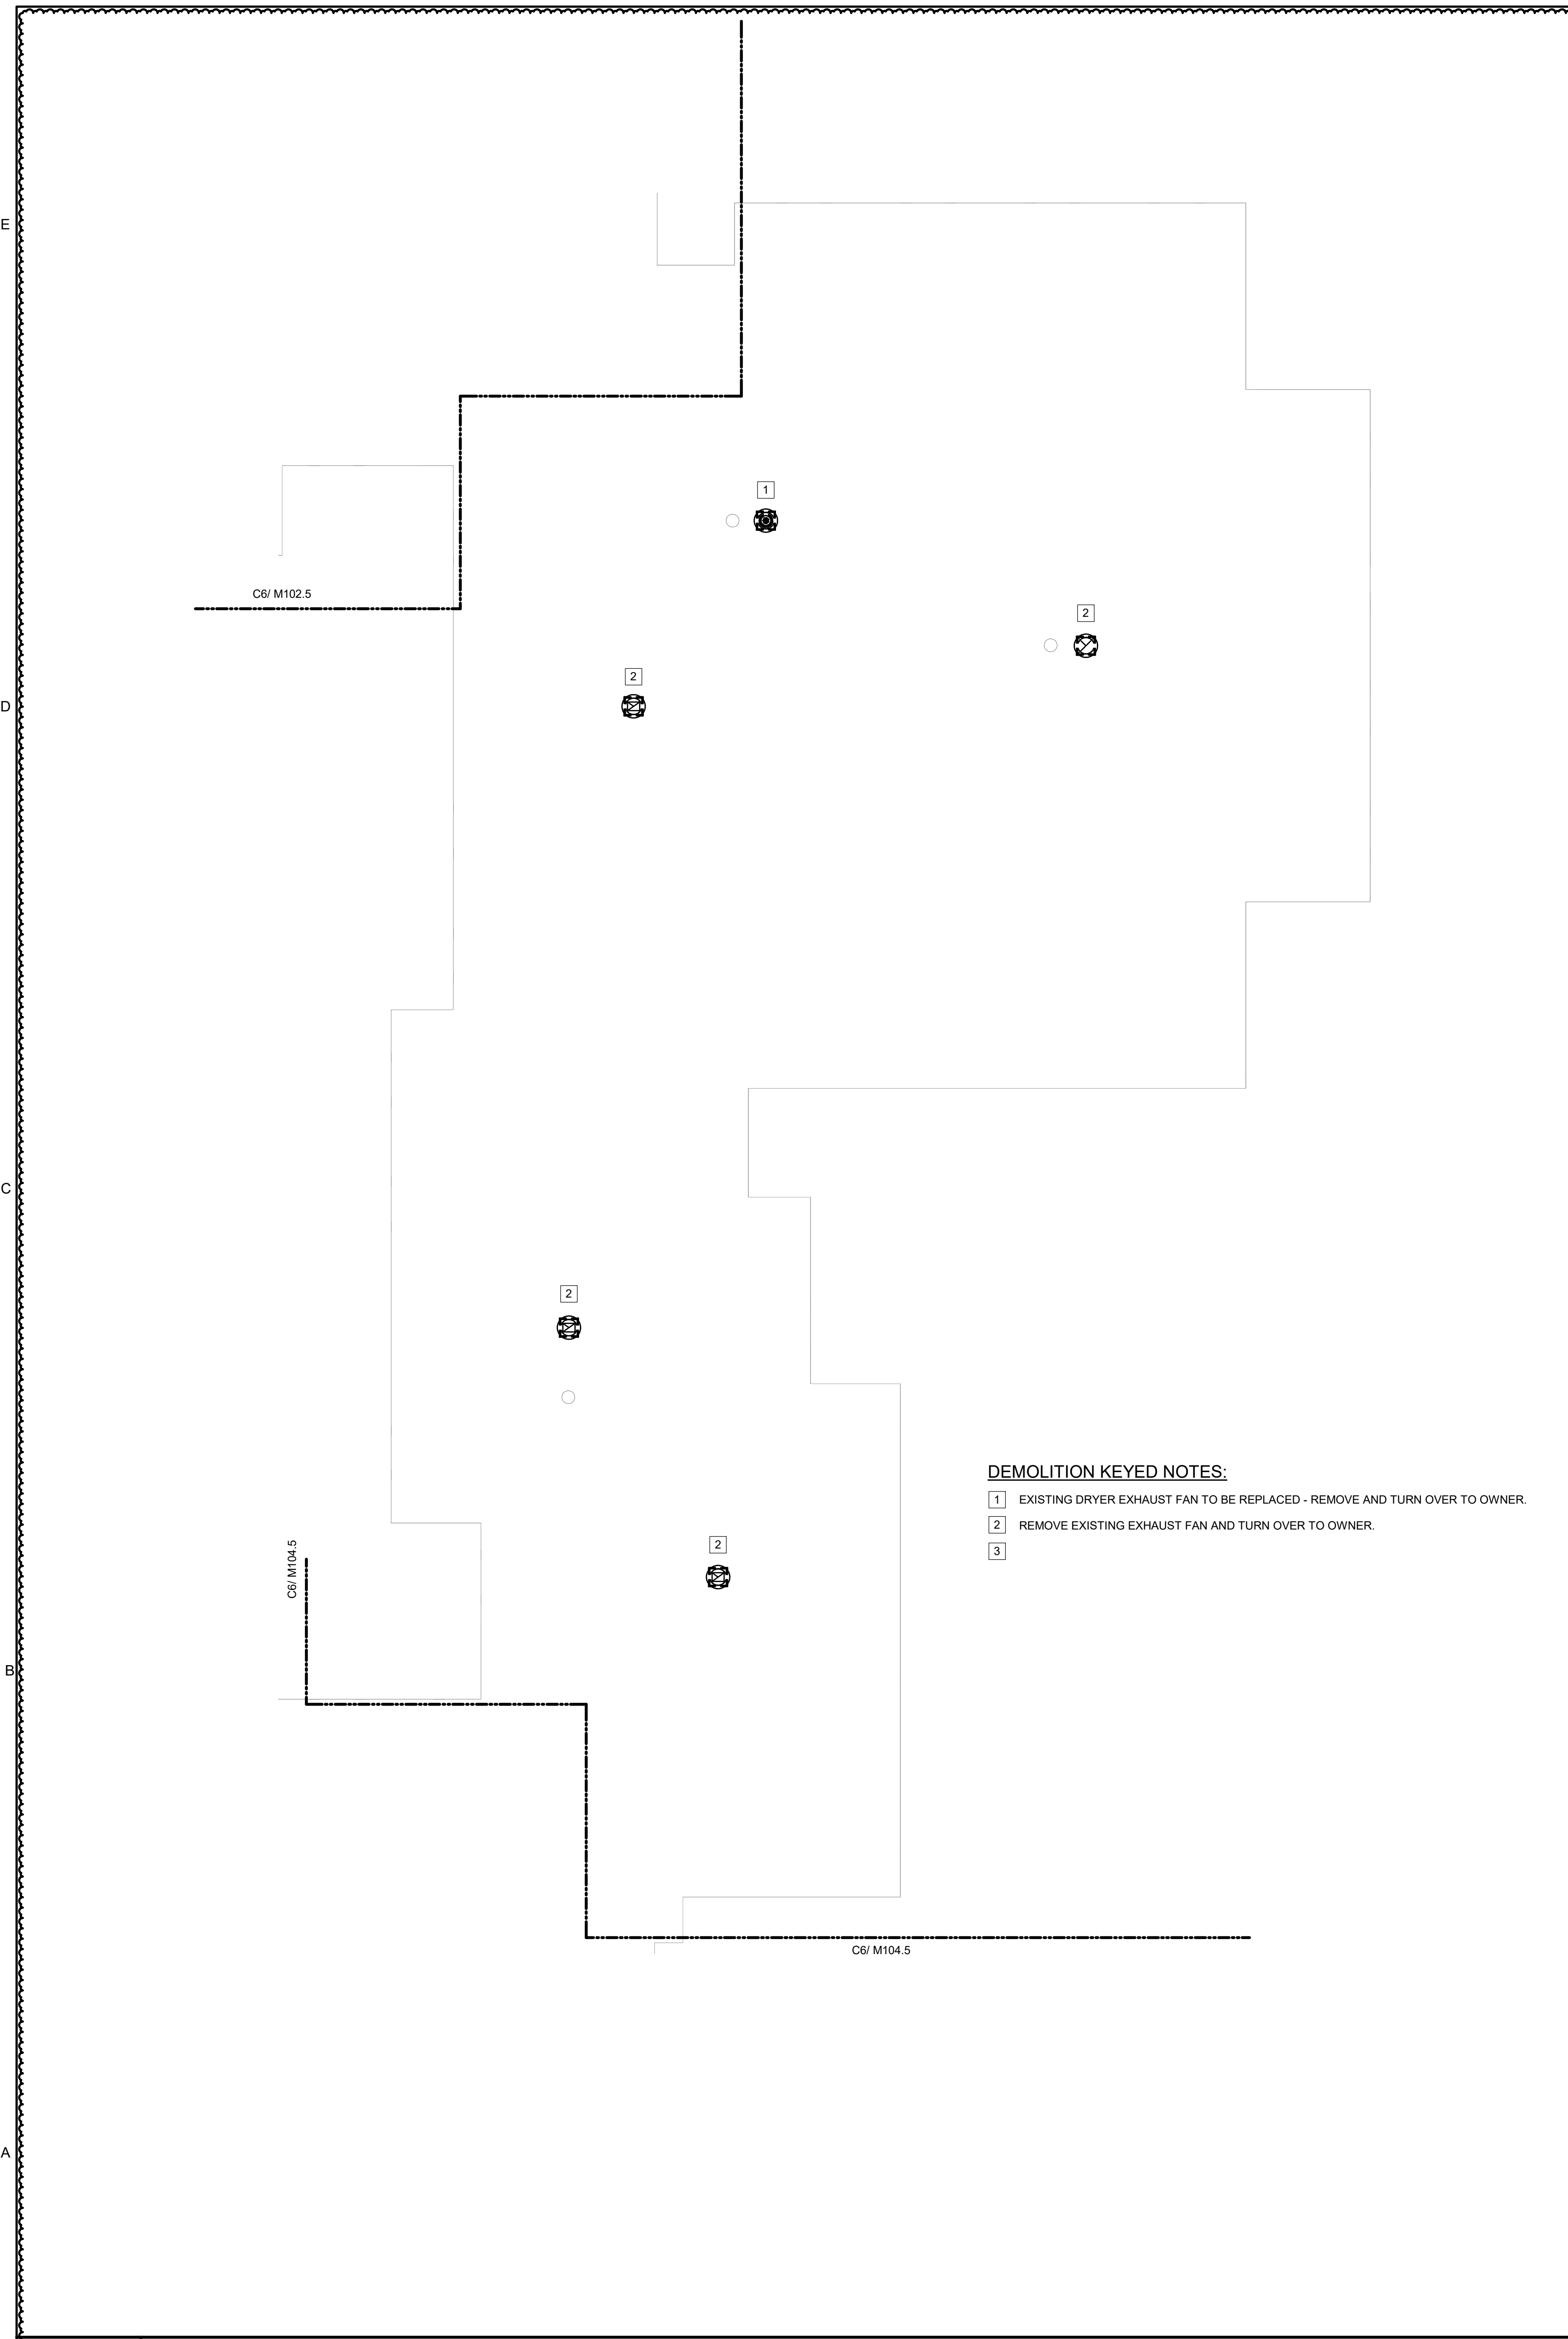 E
1
C6/ M102.5
2
2
D
C
2
DEMOLITION KEYED NOTES:
1 EXISTING DRYER EXHAUST FAN TO BE REPLACED - REMOVE AND TURN OVER TO OWNER.
2 REMOVE EXISTING EXHAUST FAN AND TURN OVER TO OWNER.
3
C6/ M104.5
2
B
C6/ M104.5
A